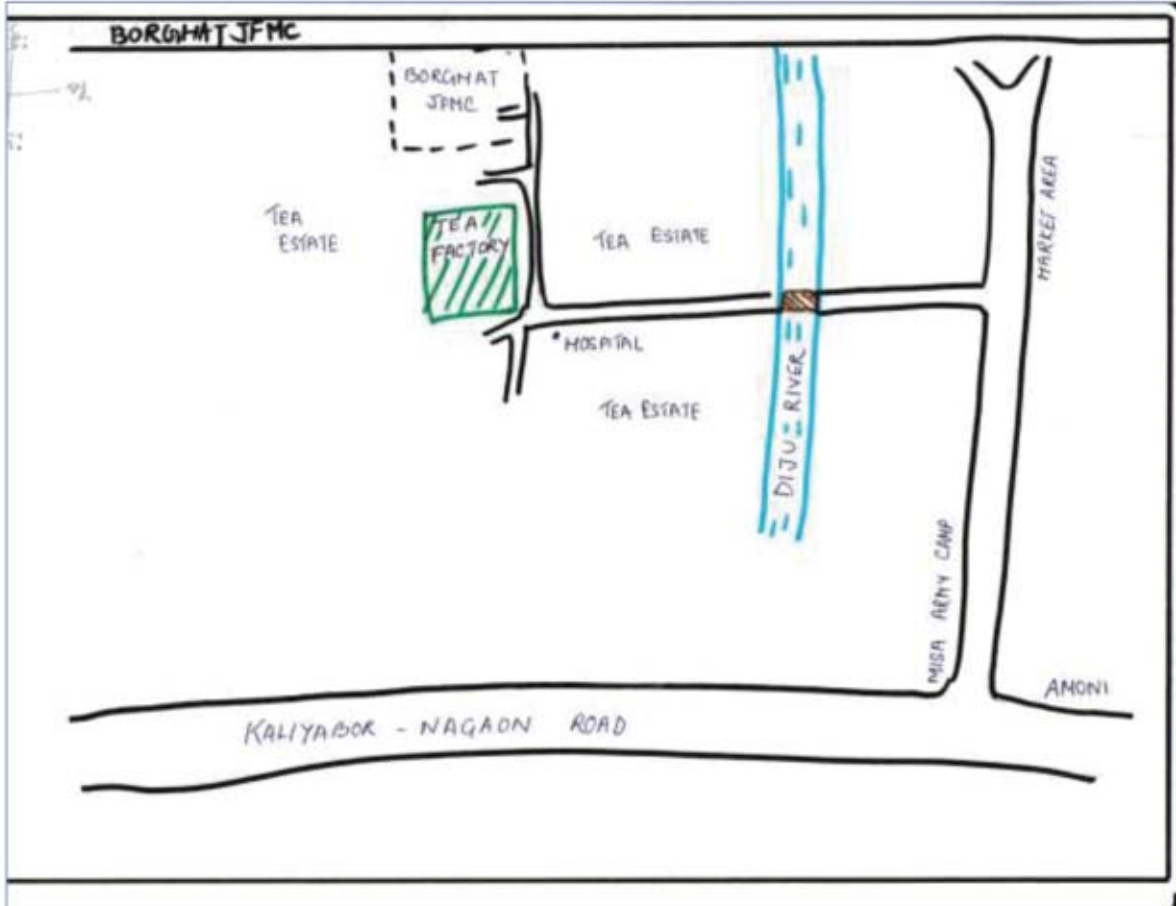 BORGHAT JFMC
BORGHAT
JFMC
TEA
ESTATE
TEA
FACTORY
TEA ESTATE
MARKET AREA
HOSPITAL
TEA ESTATE
DIJU RIVER
MISA ARMY CAMP
AMONI
KALIYABOR - NAGAON ROAD